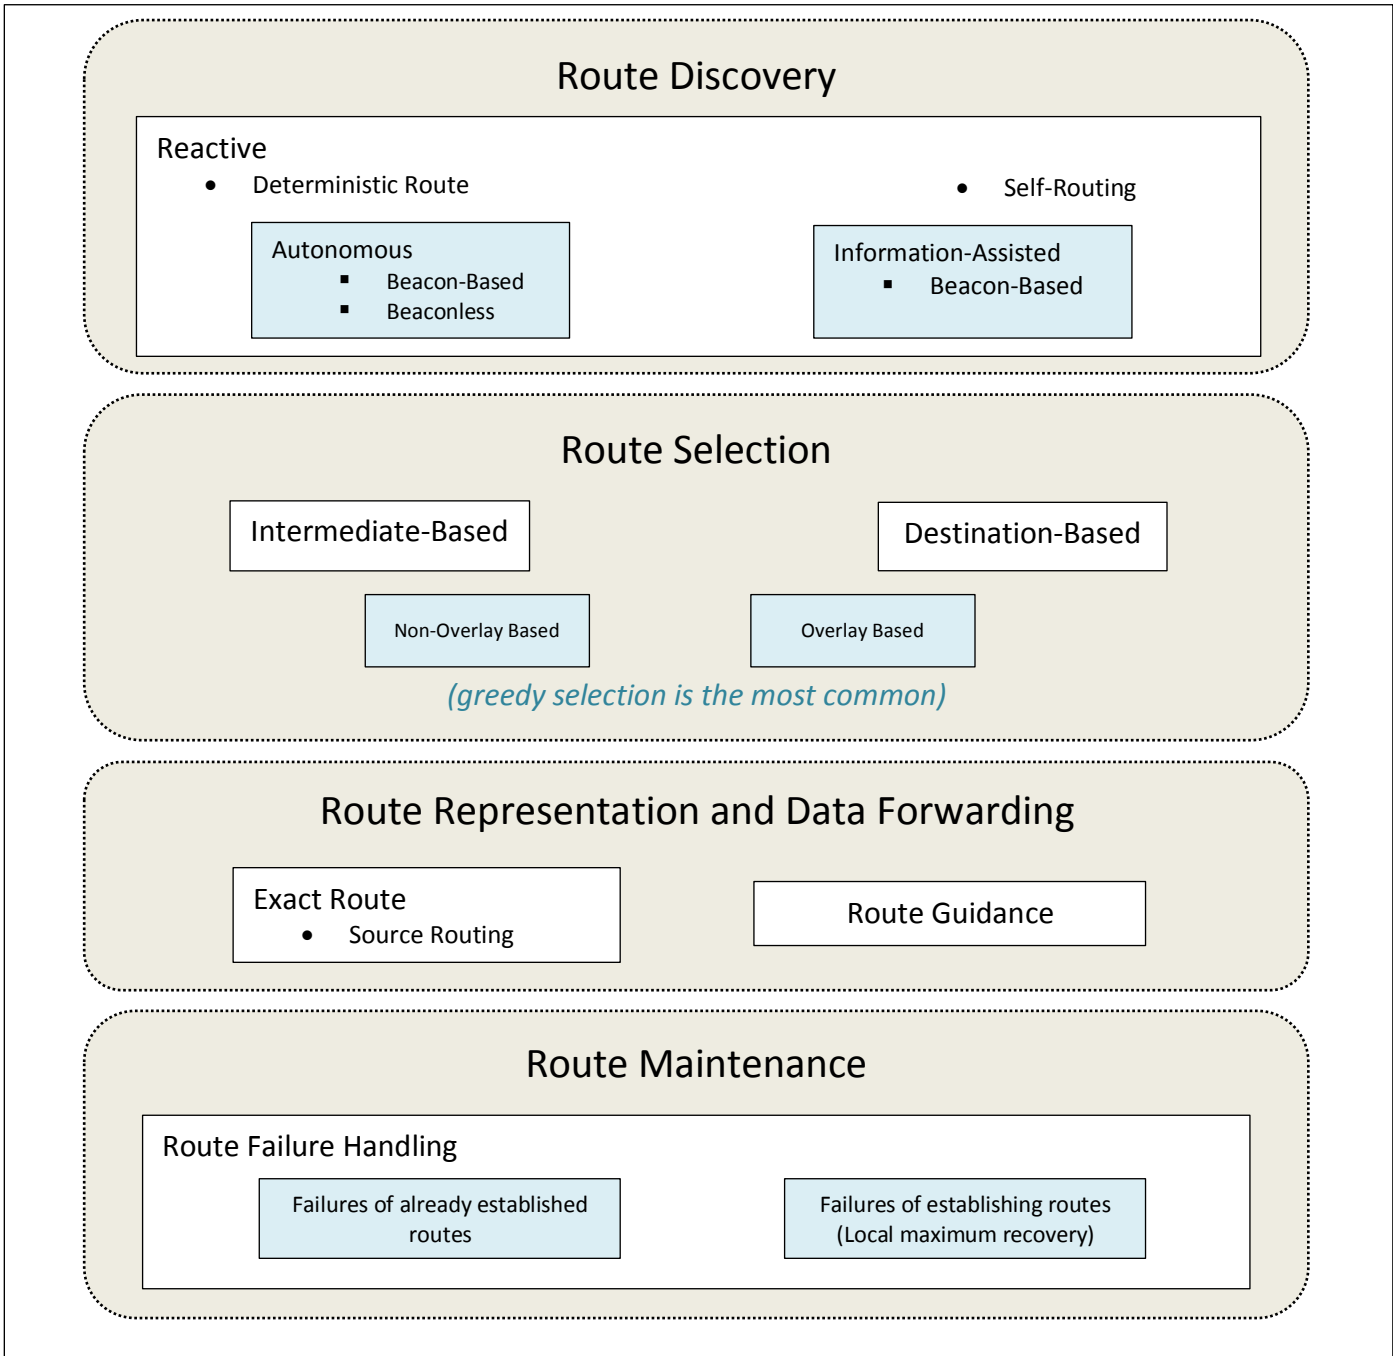 Route Discovery
Reactive
• Deterministic Route
• Self-Routing
Autonomous
▪ Beacon-Based
▪ Beaconless
Information-Assisted
▪ Beacon-Based
Route Selection
Intermediate-Based
Destination-Based
Non-Overlay Based
Overlay Based
(greedy selection is the most common)
Route Representation and Data Forwarding
Exact Route
• Source Routing
Route Guidance
Route Maintenance
Route Failure Handling
Failures of already established
routes
Failures of establishing routes
(Local maximum recovery)